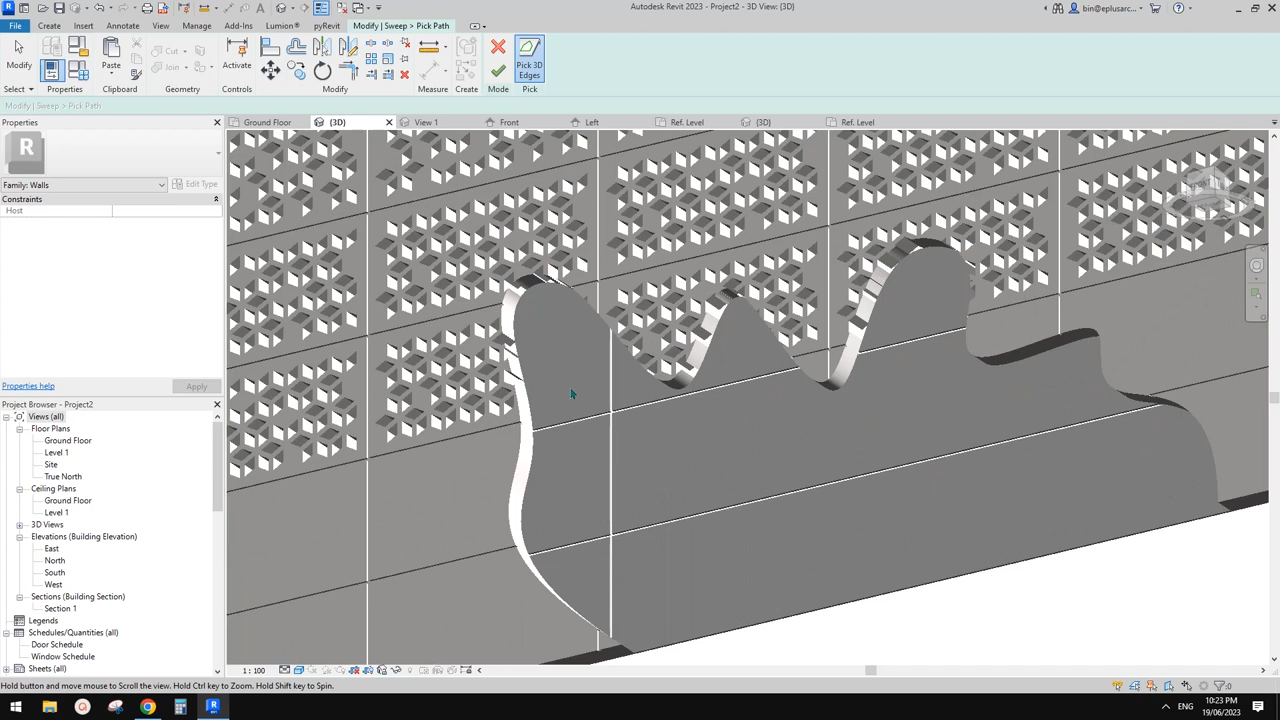 Autodesk Revit 2023 - Project2 - 3D View: {3D}
bin@eplusarc...
File Create Insert Annotate View Manage Add-Ins Lumion® pyRevit Modify | Sweep > Pick Path
Modify Paste Cut Join Activate Create Pick 3D Edges
Select Properties Clipboard Geometry Controls Modify Measure Create Mode Pick
Modify | Sweep > Pick Path
Properties
Ground Floor {3D} View 1 Front Left Ref. Level {3D} Ref. Level
R
Family: Walls
Edit Type
Constraints
Host
Properties help
Apply
Project Browser - Project2
Views (all)
Floor Plans
Ground Floor
Level 1
Site
True North
Ceiling Plans
Ground Floor
Level 1
3D Views
Elevations (Building Elevation)
East
North
South
West
Sections (Building Section)
Section 1
Legends
Schedules/Quantities (all)
Door Schedule
Window Schedule
Sheets (all)
1 : 100
Hold button and move mouse to Scroll the view. Hold Ctrl key to Zoom. Hold Shift key to Spin.
:0
ENG
10:23 PM
19/06/2023